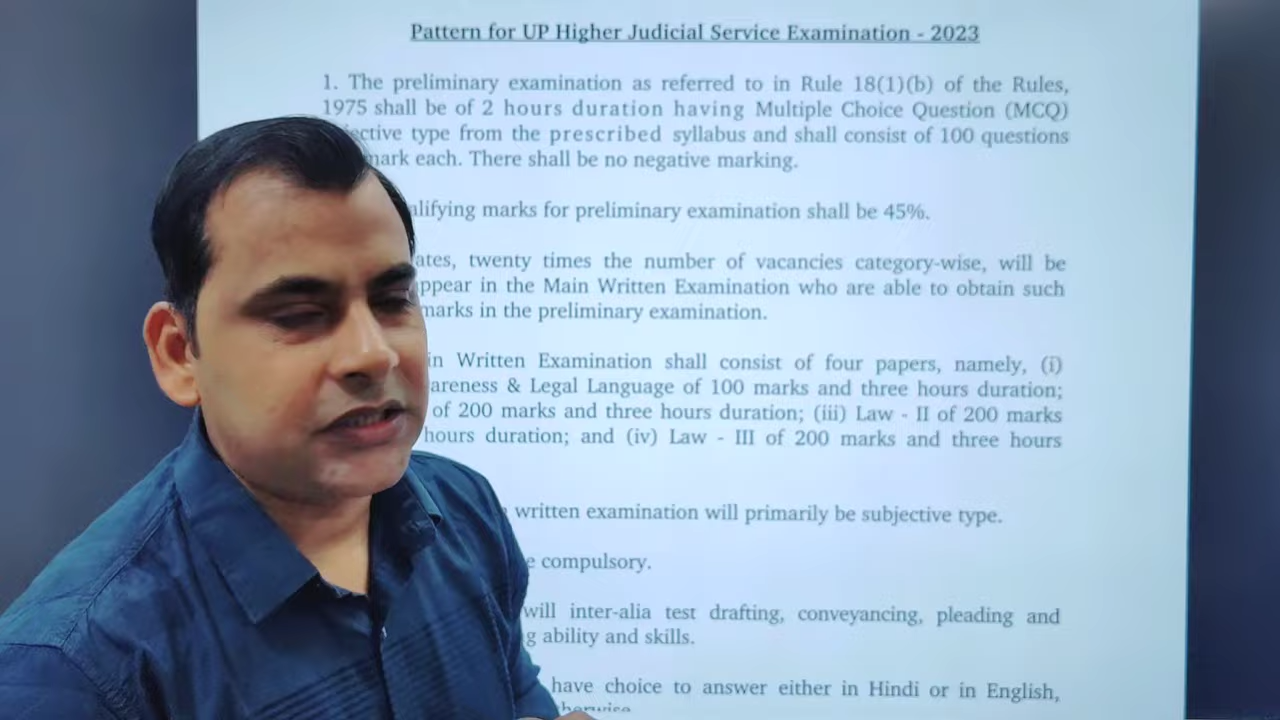 Pattern for UP Higher Judicial Service Examination - 2023
1. The preliminary examination as referred to in Rule 18(1)(b) of the Rules,
1975 shall be of 2 hours duration having Multiple Choice Question (MCQ)
type from the prescribed syllabus and shall consist of 100 questions
mark each. There shall be no negative marking.
marks for preliminary examination shall be 45%.
twenty times the number of vacancies category-wise, will be
in the Main Written Examination who are able to obtain such
marks in the preliminary examination.
Written Examination shall consist of four papers, namely, (i)
& Legal Language of 100 marks and three hours duration;
of 200 marks and three hours duration; (iii) Law - II of 200 marks
hours duration; and (iv) Law - III of 200 marks and three hours
written examination will primarily be subjective type.
compulsory.
will inter-alia test drafting, conveyancing, pleading and
ability and skills.
have choice to answer either in Hindi or in English,